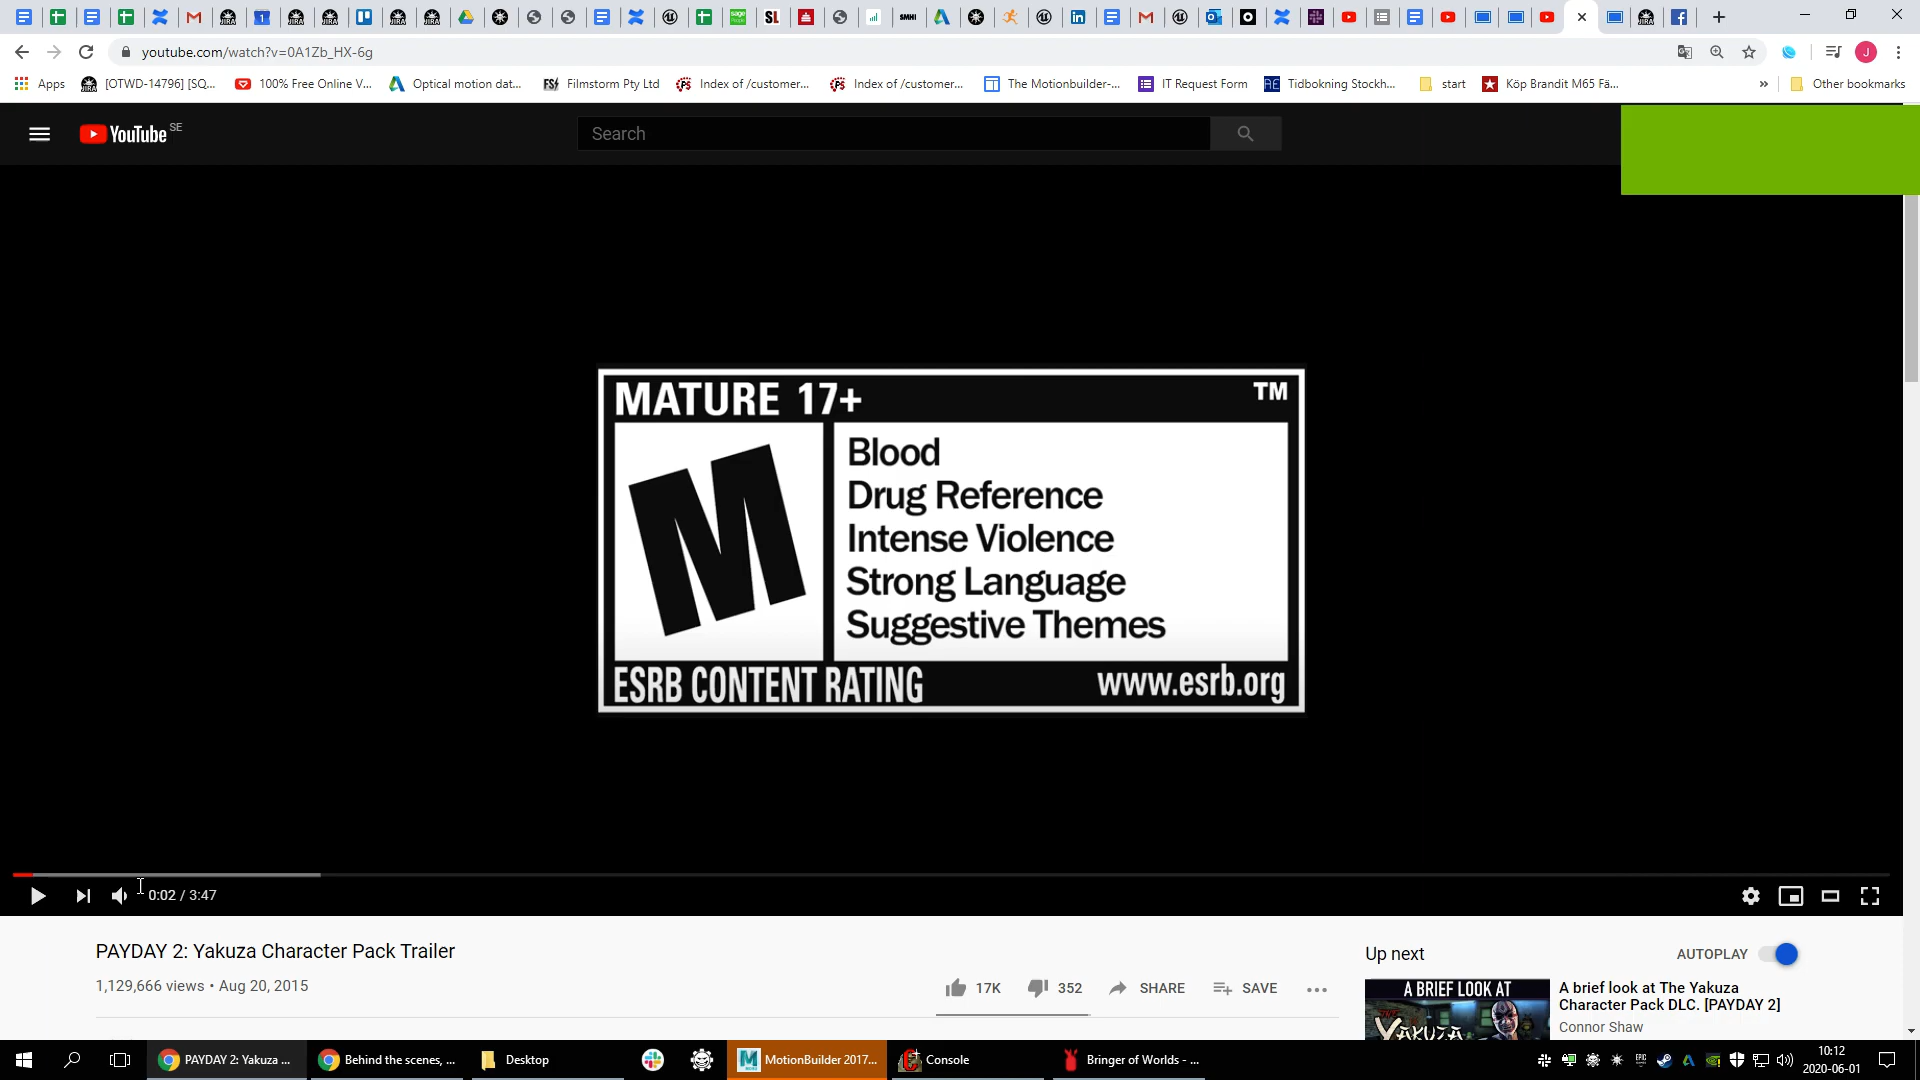 youtube.com/watch?v=0A1Zb_HX-6g
Apps
[OTWD-14796] [SQ...
100% Free Online V...
Optical motion dat...
Filmstorm Pty Ltd
Index of /customer...
Index of /customer...
The Motionbuilder-...
IT Request Form
Tidbokning Stockh...
start
Köp Brandit M65 Fä...
»
Other bookmarks
YouTube SE
Search
MATURE 17+ TM
M
Blood
Drug Reference
Intense Violence
Strong Language
Suggestive Themes
ESRB CONTENT RATING www.esrb.org
0:02 / 3:47
PAYDAY 2: Yakuza Character Pack Trailer
1,129,666 views • Aug 20, 2015
17K
352
SHARE
SAVE
Up next
AUTOPLAY
A BRIEF LOOK AT
THE YAKUZA
A brief look at The Yakuza
Character Pack DLC. [PAYDAY 2]
Connor Shaw
PAYDAY 2: Yakuza ...
Behind the scenes, ...
Desktop
MotionBuilder 2017...
Console
Bringer of Worlds - ...
10:12
2020-06-01